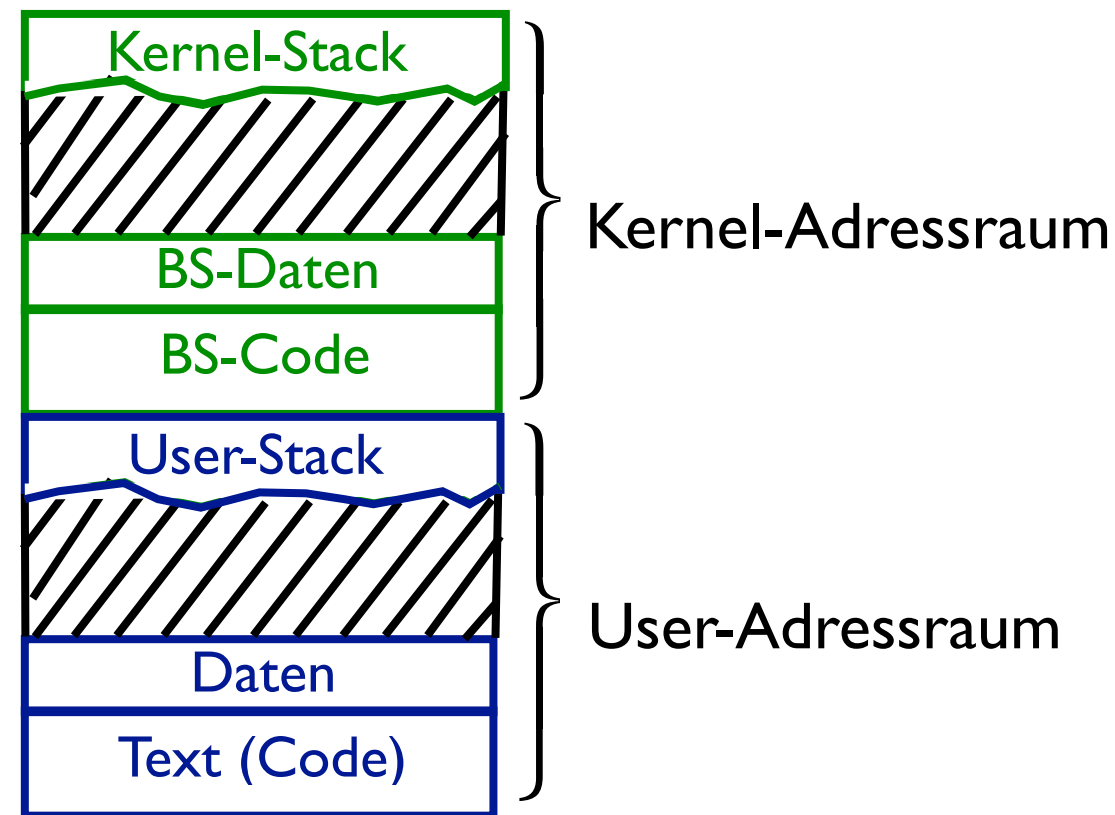 Kernel-Stack
BS-Daten
BS-Code
Kernel-Adressraum
User-Stack
Daten
Text (Code)
User-Adressraum